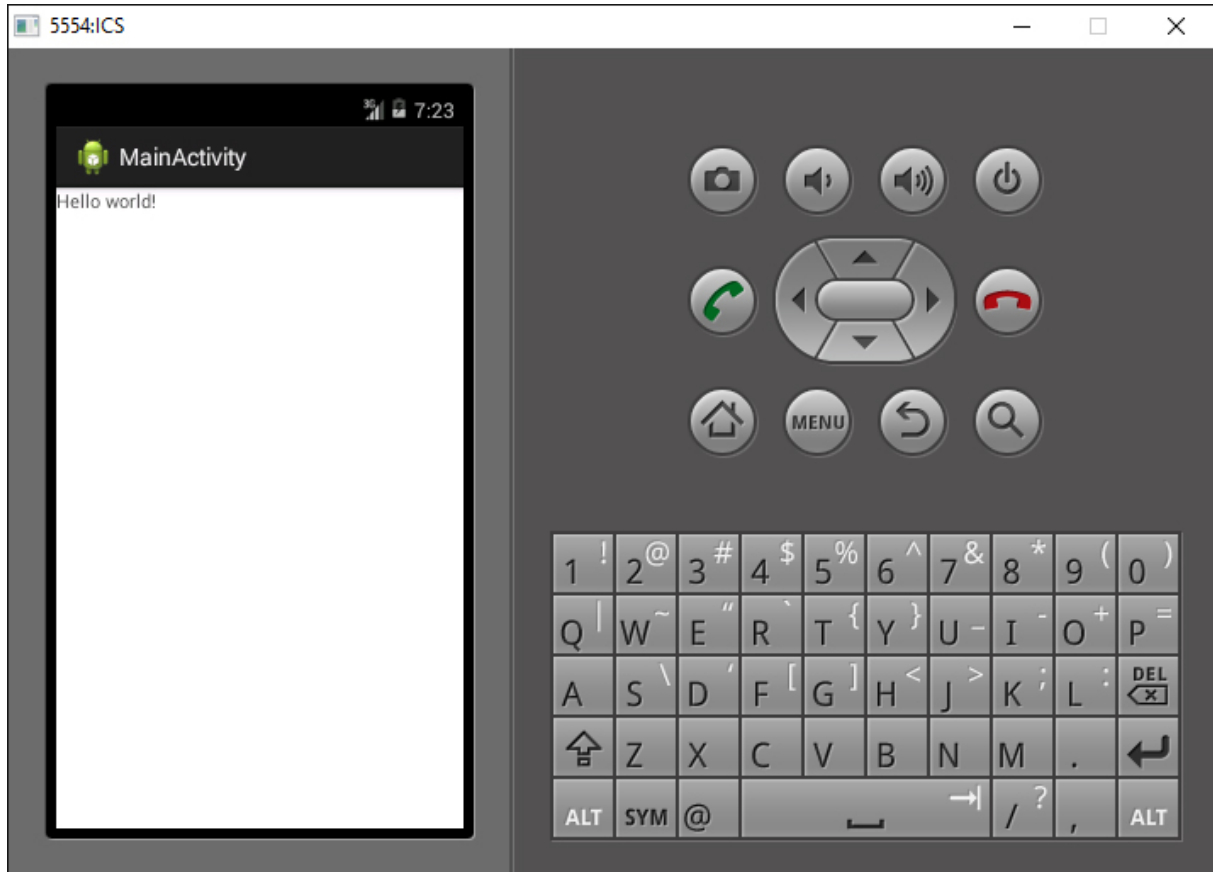 5554:ICS
3G 7:23
MainActivity
Hello world!
MENU
1 ! 2 @ 3 # 4 $ 5 % 6 ^ 7 & 8 * 9 ( 0 )
Q | W ~ E " R ` T { Y } U _ I - O + P =
A S \ D ' F [ G ] H < J > K ; L : DEL
Z X C V B N M .
ALT SYM @ / ? , ALT